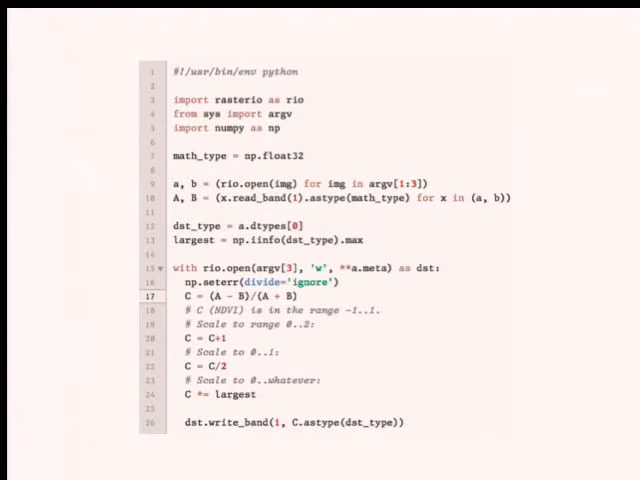 1 #!/usr/bin/env python
2
3 import rasterio as rio
4 from sys import argv
5 import numpy as np
6
7 math_type = np.float32
8
9 a, b = (rio.open(img) for img in argv[1:3])
10 A, B = (x.read_band(1).astype(math_type) for x in (a, b))
11
12 dst_type = a.dtypes[0]
13 largest = np.iinfo(dst_type).max
14
15 with rio.open(argv[3], 'w', **a.meta) as dst:
16 np.seterr(divide='ignore')
17 C = (A - B)/(A + B)
18 # C (NDVI) is in the range -1..1.
19 # Scale to range 0..2:
20 C = C+1
21 # Scale to 0..1:
22 C = C/2
23 # Scale to 0..whatever:
24 C *= largest
25
26 dst.write_band(1, C.astype(dst_type))